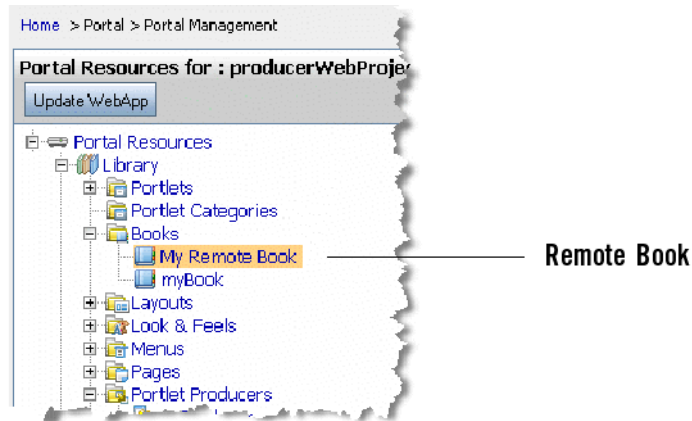 Home > Portal > Portal Management
Portal Resources for : producerWebProje
Update WebApp
Portal Resources
Library
Portlets
Portlet Categories
Books
My Remote Book
Remote Book
myBook
Layouts
Look & Feels
Menus
Pages
Portlet Producers